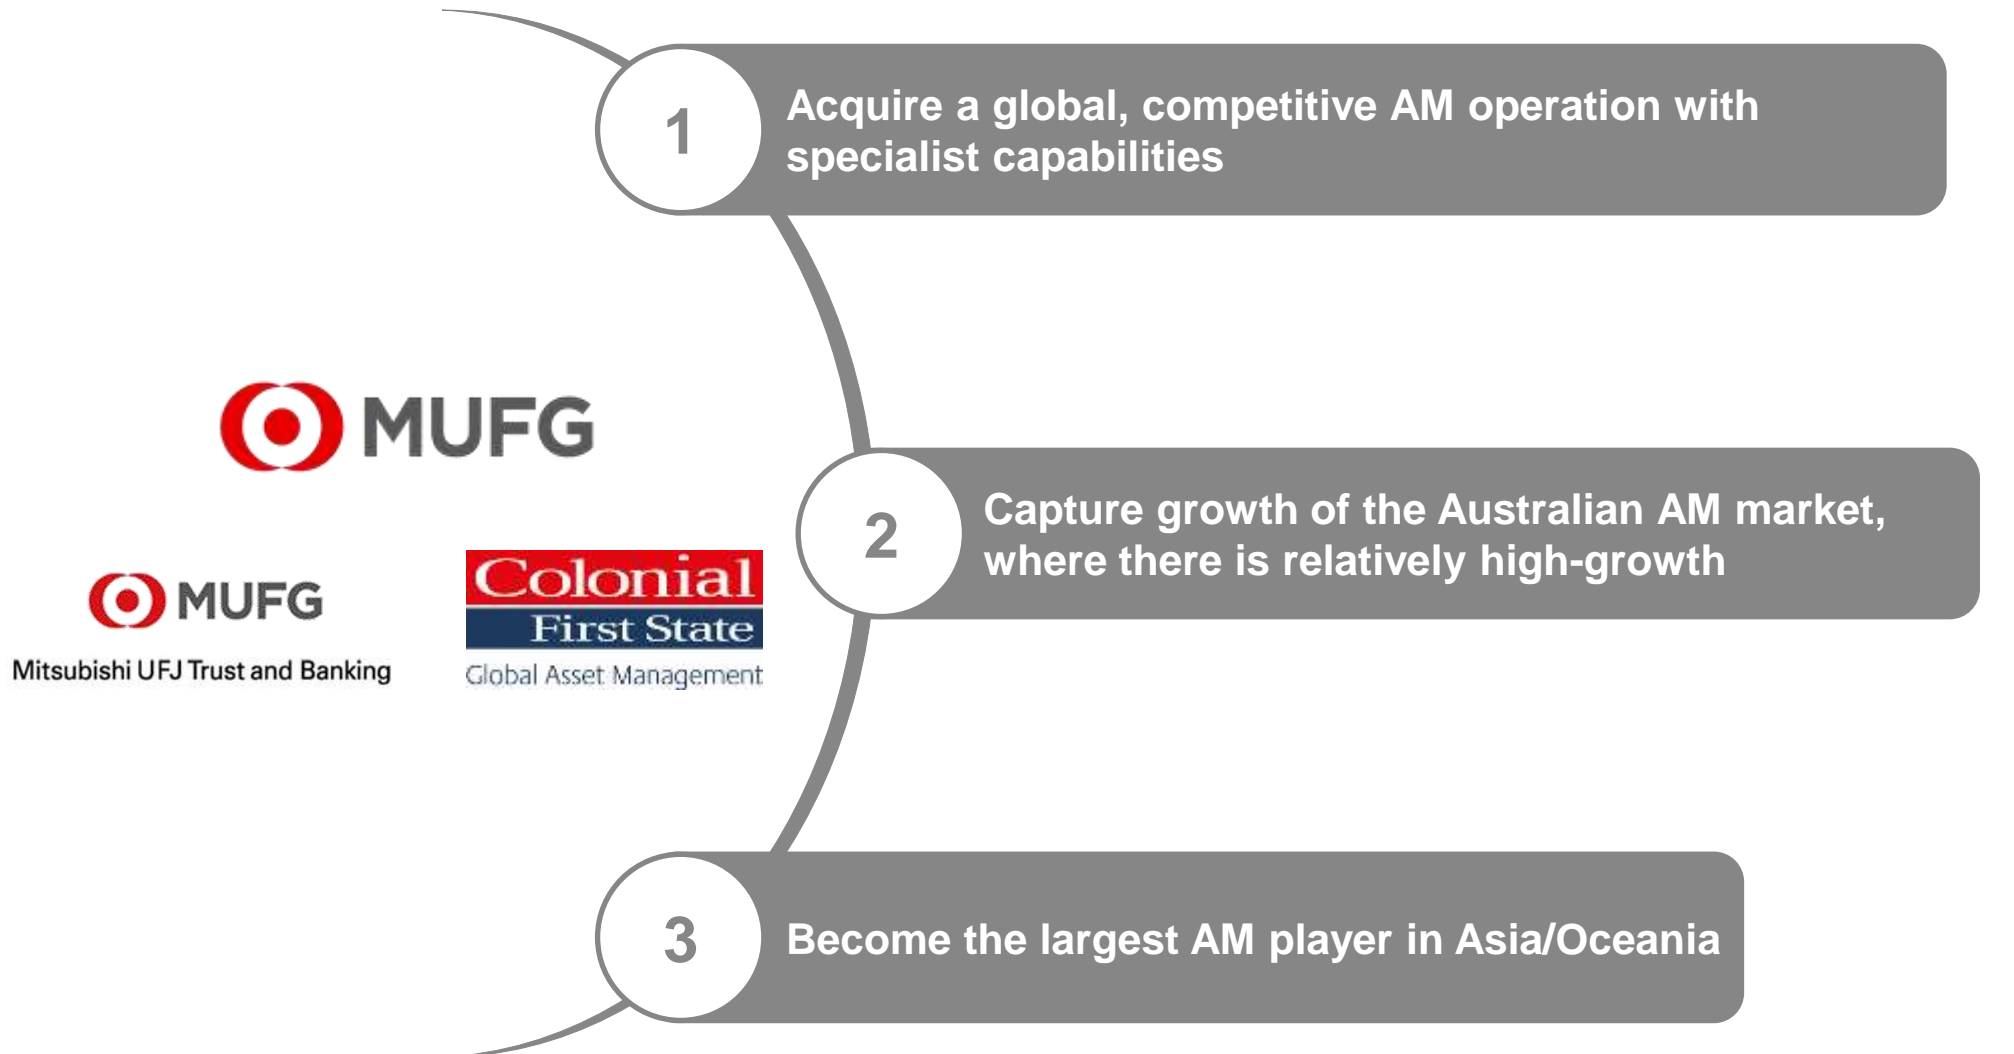 1
Acquire a global, competitive AM operation with
specialist capabilities
MUFG
MUFG
Mitsubishi UFJ Trust and Banking
Colonial
First State
Global Asset Management
2
Capture growth of the Australian AM market,
where there is relatively high-growth
3
Become the largest AM player in Asia/Oceania